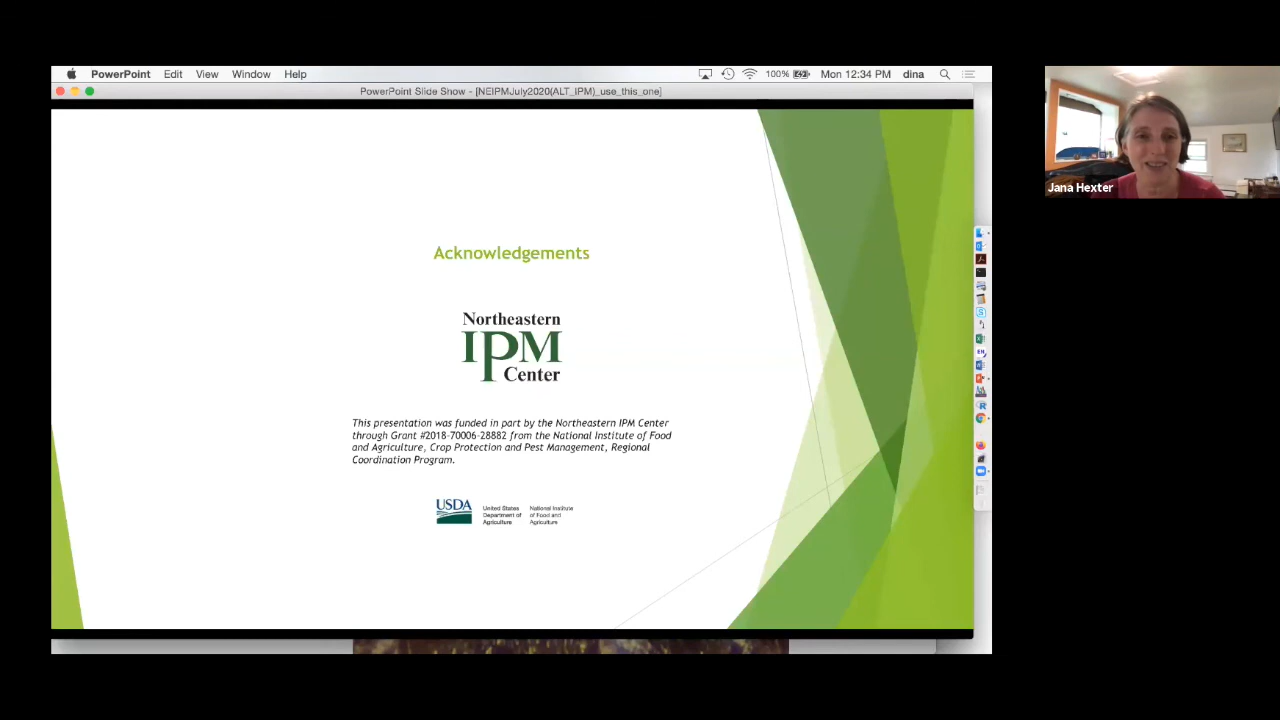 PowerPoint Edit View Window Help 100% Mon 12:34 PM dina
PowerPoint Slide Show - [NEIPMJuly2020(ALT_IPM)_use_this_one]
Jana Hexter
Acknowledgements
Northeastern
IPM
Center
This presentation was funded in part by the Northeastern IPM Center
through Grant #2018-70006-28882 from the National Institute of Food
and Agriculture, Crop Protection and Pest Management, Regional
Coordination Program.
USDA
United States
Department of
Agriculture
National Institute
of Food and
Agriculture